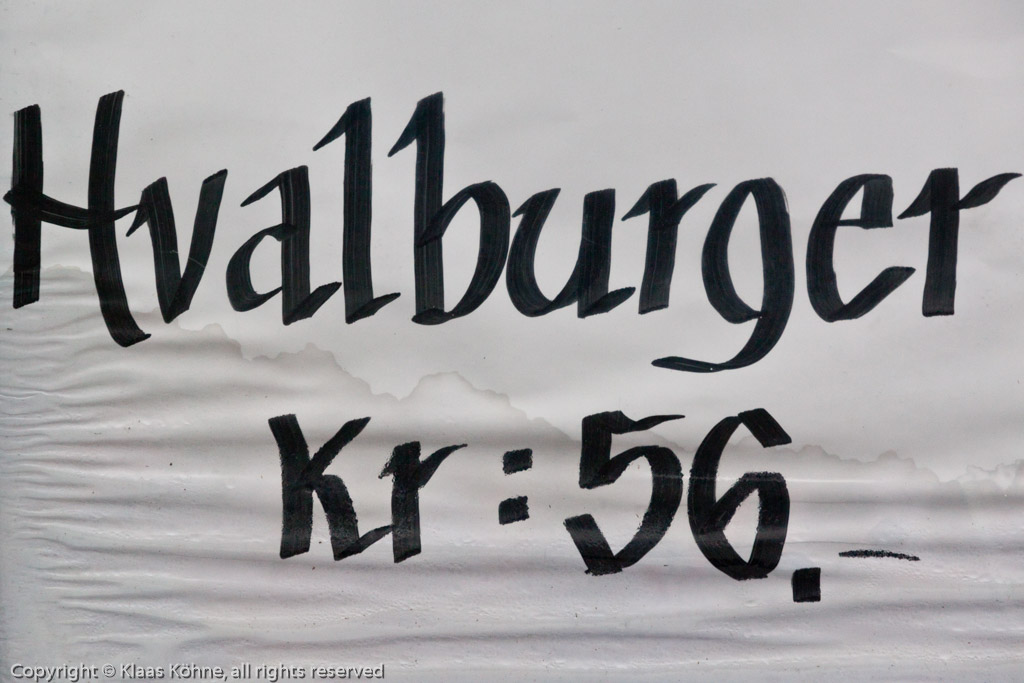 Hvalburger
Kr: 56.-
Copyright © Klaas Köhne, all rights reserved